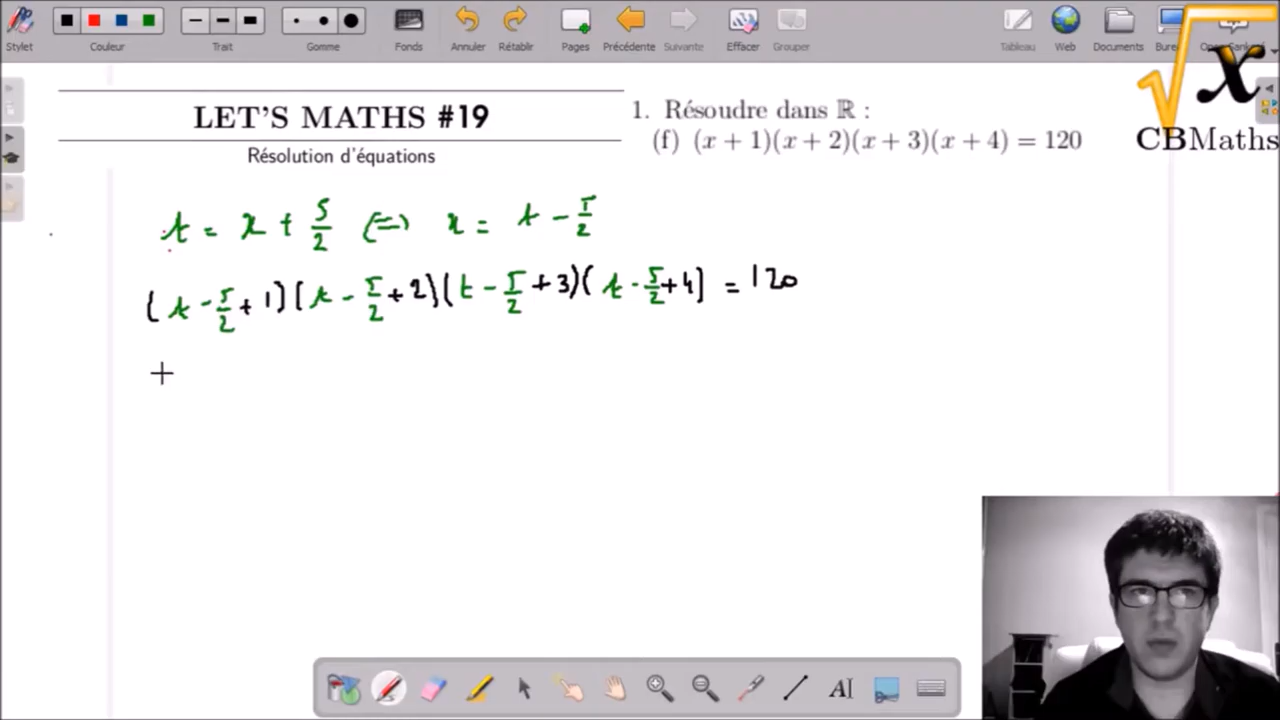 Stylet Couleur Trait Gomme Fonds Annuler Rétablir Pages Précédente Suivante Effacer Grouper Tableau Web Documents
LET'S MATHS #19
Résolution d'équations
1. Résoudre dans ℝ :
(f) (x + 1)(x + 2)(x + 3)(x + 4) = 120
√x
CBMaths
t = x + 5/2 (=) x = t - 5/2
(t - 5/2 + 1)(t - 5/2 + 2)(t - 5/2 + 3)(t - 5/2 + 4) = 120
AI